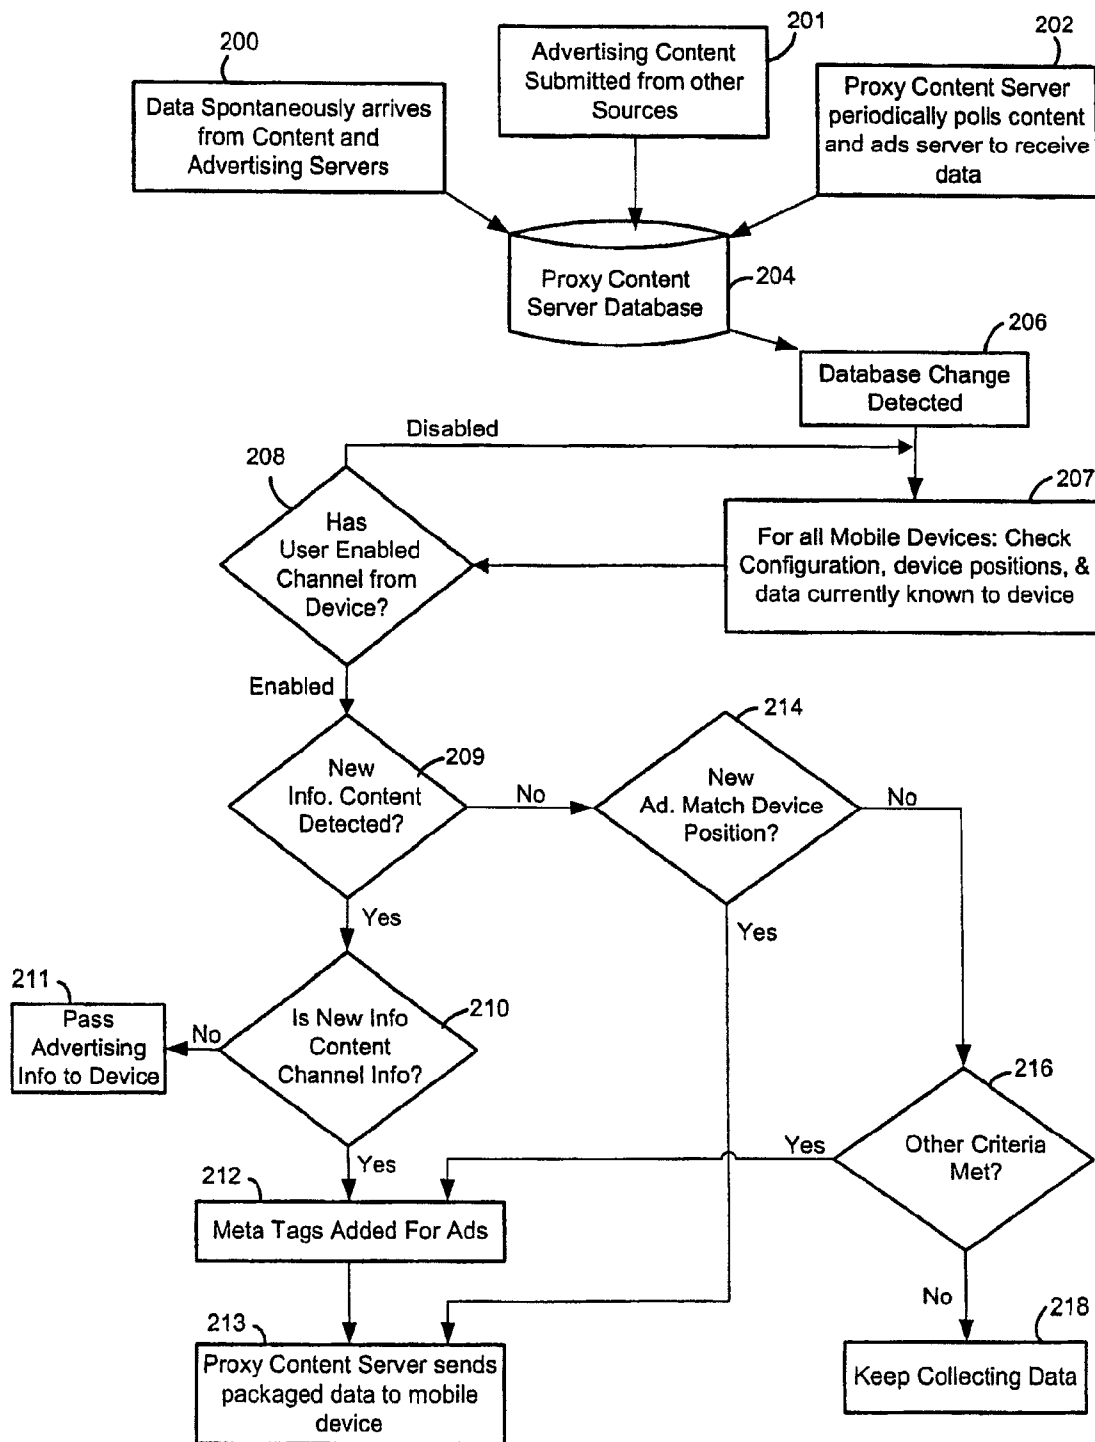 200
Data Spontaneously arrives
from Content and
Advertising Servers
201
Advertising Content
Submitted from other
Sources
202
Proxy Content Server
periodically polls content
and ads server to receive
data
Proxy Content
Server Database
204
206
Database Change
Detected
Disabled
208
Has
User Enabled
Channel from
Device?
207
For all Mobile Devices: Check
Configuration, device positions, &
data currently known to device
Enabled
209
New
Info. Content
Detected?
No
214
New
Ad. Match Device
Position?
No
Yes
Yes
211
Pass
Advertising
Info to Device
No
210
Is New Info
Content
Channel Info?
216
Other Criteria
Met?
Yes
Yes
212
Meta Tags Added For Ads
No
213
Proxy Content Server sends
packaged data to mobile
device
218
Keep Collecting Data